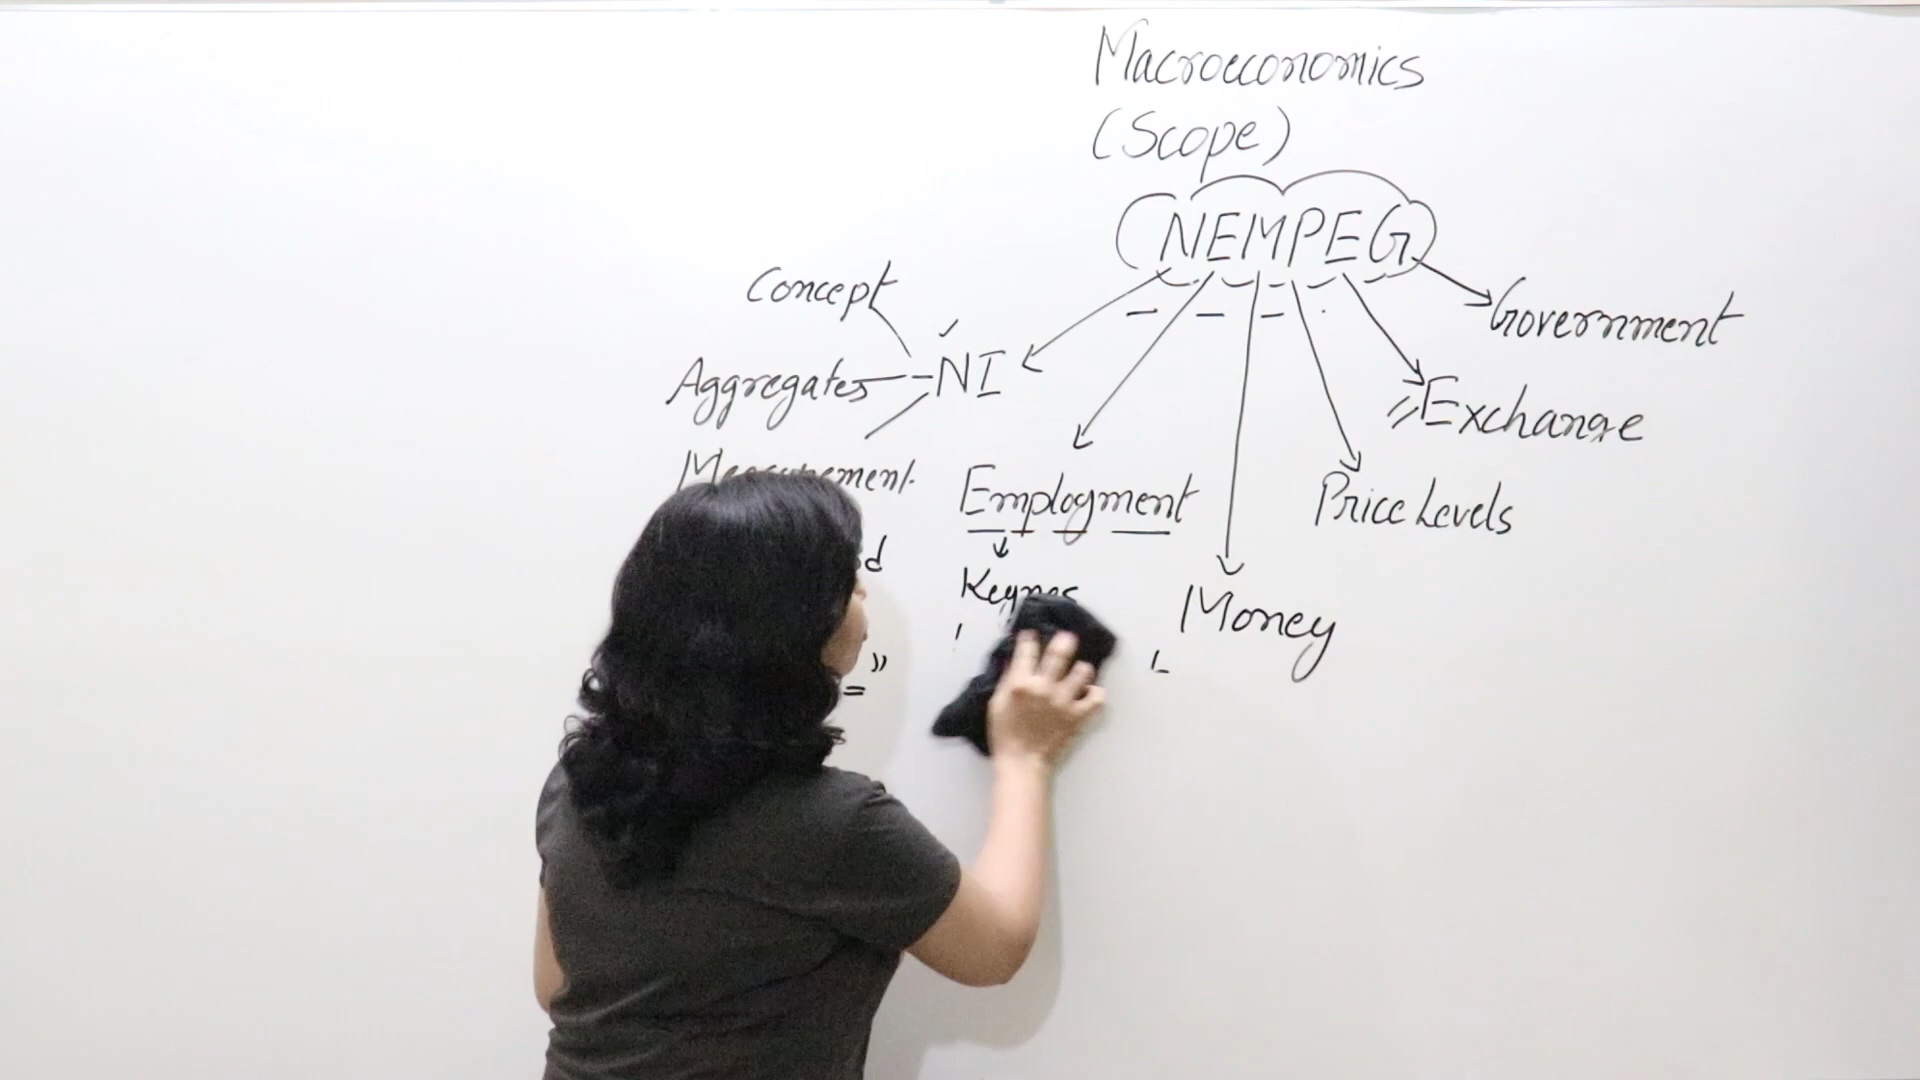 Macroeconomics
(Scope)
NEMPEG
Government
Concept
Aggregates - NI
Exchange
Measurement
Employment
Price Levels
Keynes
Money